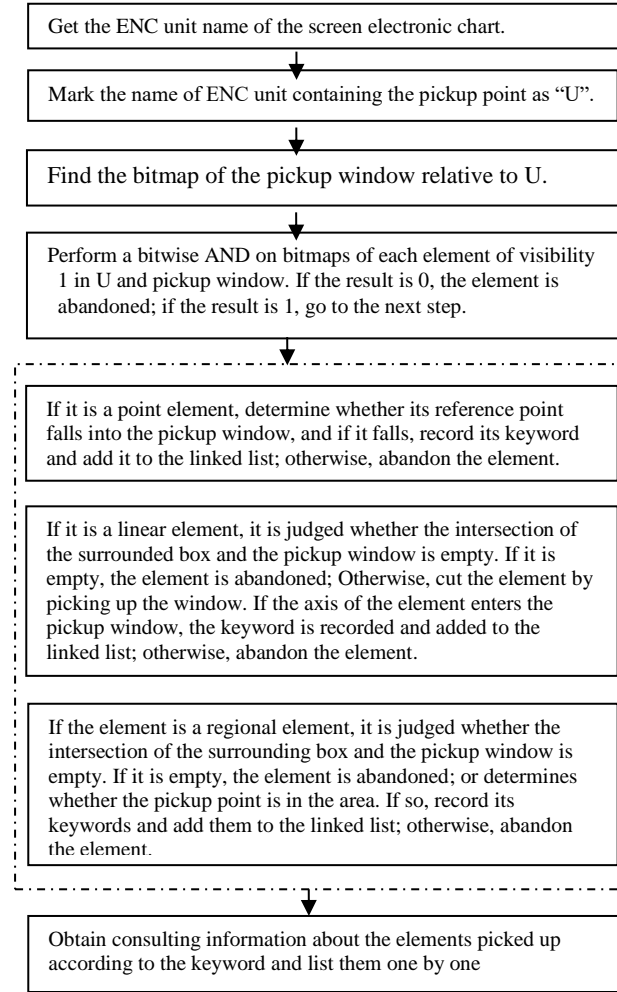 Get the ENC unit name of the screen electronic chart.
Mark the name of ENC unit containing the pickup point as “U”.
Find the bitmap of the pickup window relative to U.
Perform a bitwise AND on bitmaps of each element of visibility
1 in U and pickup window. If the result is 0, the element is
abandoned; if the result is 1, go to the next step.
If it is a point element, determine whether its reference point
falls into the pickup window, and if it falls, record its keyword
and add it to the linked list; otherwise, abandon the element.
If it is a linear element, it is judged whether the intersection of
the surrounded box and the pickup window is empty. If it is
empty, the element is abandoned; Otherwise, cut the element by
picking up the window. If the axis of the element enters the
pickup window, the keyword is recorded and added to the
linked list; otherwise, abandon the element.
If the element is a regional element, it is judged whether the
intersection of the surrounding box and the pickup window is
empty. If it is empty, the element is abandoned; or determines
whether the pickup point is in the area. If so, record its
keywords and add them to the linked list; otherwise, abandon
the element.
Obtain consulting information about the elements picked up
according to the keyword and list them one by one